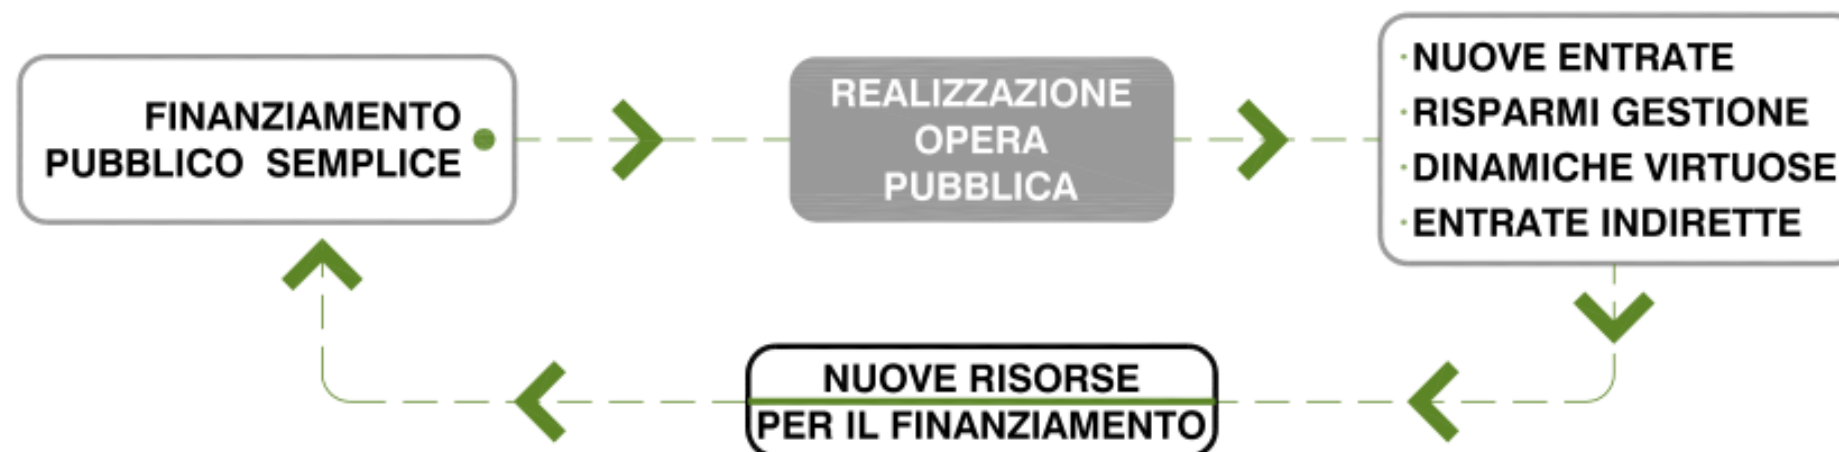 FINANZIAMENTO
PUBBLICO SEMPLICE
REALIZZAZIONE
OPERA
PUBBLICA
·NUOVE ENTRATE
·RISPARMI GESTIONE
·DINAMICHE VIRTUOSE
·ENTRATE INDIRETTE
NUOVE RISORSE
PER IL FINANZIAMENTO